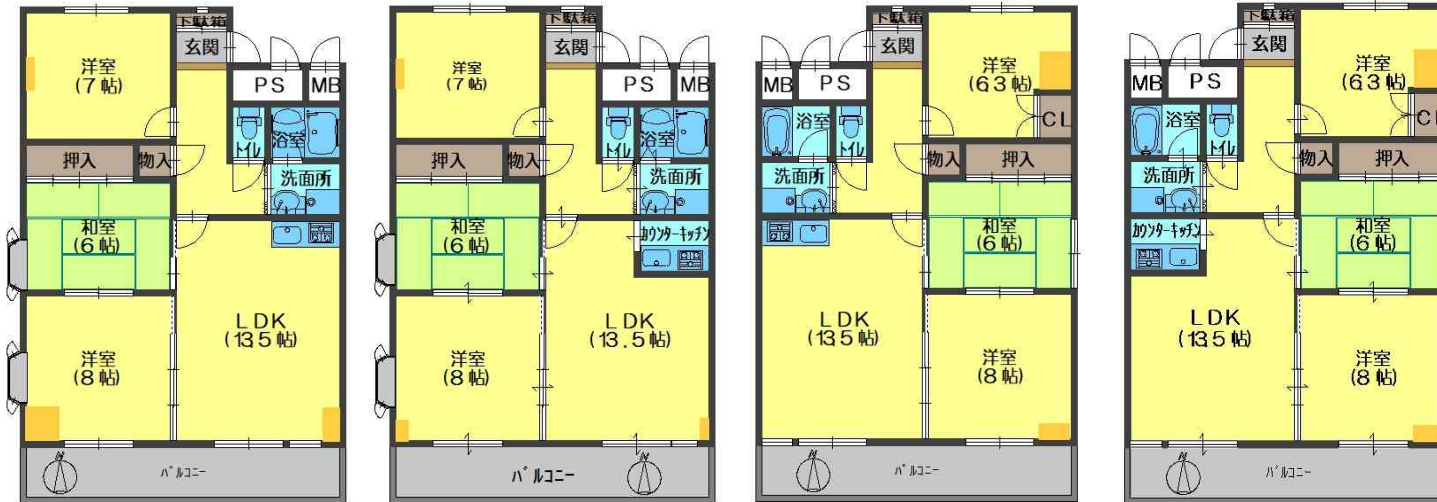 下駄箱
玄関
洋室
(7帖)
PS
MB
トイレ
浴室
押入
物入
洗面所
和室
(6帖)
LDK
(13.5帖)
洋室
(8帖)
N
バルコニー
下駄箱
玄関
洋室
(7帖)
PS
MB
トイレ
浴室
押入
物入
洗面所
和室
(6帖)
カウンターキッチン
LDK
(13.5帖)
洋室
(8帖)
バルコニー
N
下駄箱
玄関
洋室
(6.3帖)
MB
PS
CL
浴室
トイレ
物入
押入
洗面所
和室
(6帖)
LDK
(13.5帖)
洋室
(8帖)
N
バルコニー
下駄箱
玄関
洋室
(6.3帖)
MB
PS
CL
浴室
トイレ
物入
押入
洗面所
和室
(6帖)
カウンターキッチン
LDK
(13.5帖)
洋室
(8帖)
N
バルコニー